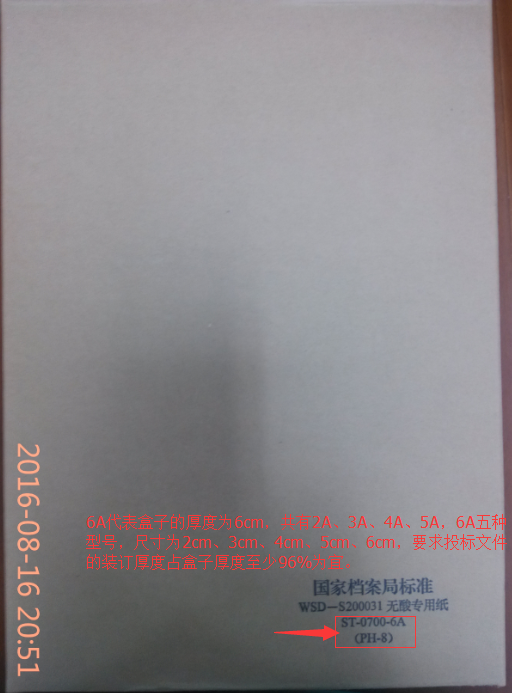 6A代表盒子的厚度为6cm，共有2A、3A、4A、5A，6A五种
型号，尺寸为2cm、3cm、4cm、5cm、6cm，要求投标文件
的装订厚度占盒子厚度至少96%为宜。
国家档案局标准
WSD—S200031 无酸专用纸
ST-0700-6A
（PH-8）
2016-08-16 20:51